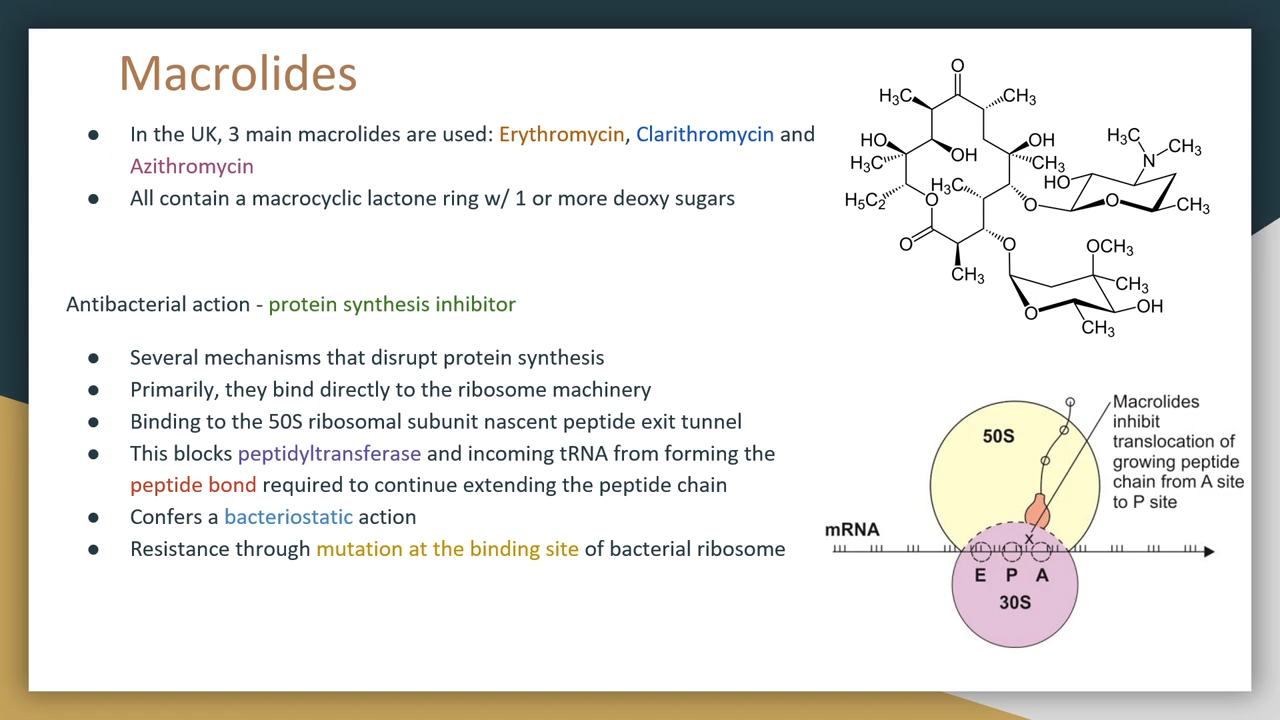 Macrolides
● In the UK, 3 main macrolides are used: Erythromycin, Clarithromycin and
Azithromycin
● All contain a macrocyclic lactone ring w/ 1 or more deoxy sugars
Antibacterial action - protein synthesis inhibitor
● Several mechanisms that disrupt protein synthesis
● Primarily, they bind directly to the ribosome machinery
● Binding to the 50S ribosomal subunit nascent peptide exit tunnel
● This blocks peptidyltransferase and incoming tRNA from forming the
peptide bond required to continue extending the peptide chain
● Confers a bacteriostatic action
● Resistance through mutation at the binding site of bacterial ribosome
O
H₃C CH₃
HO OH OH
H₃C CH₃
H₅C₂ O H₃C
O O
CH₃
H₃C
N CH₃
HO
O O CH₃
OCH₃
CH₃
O OH
CH₃
Macrolides
inhibit
translocation of
growing peptide
chain from A site
to P site
50S
mRNA
x
E P A
30S